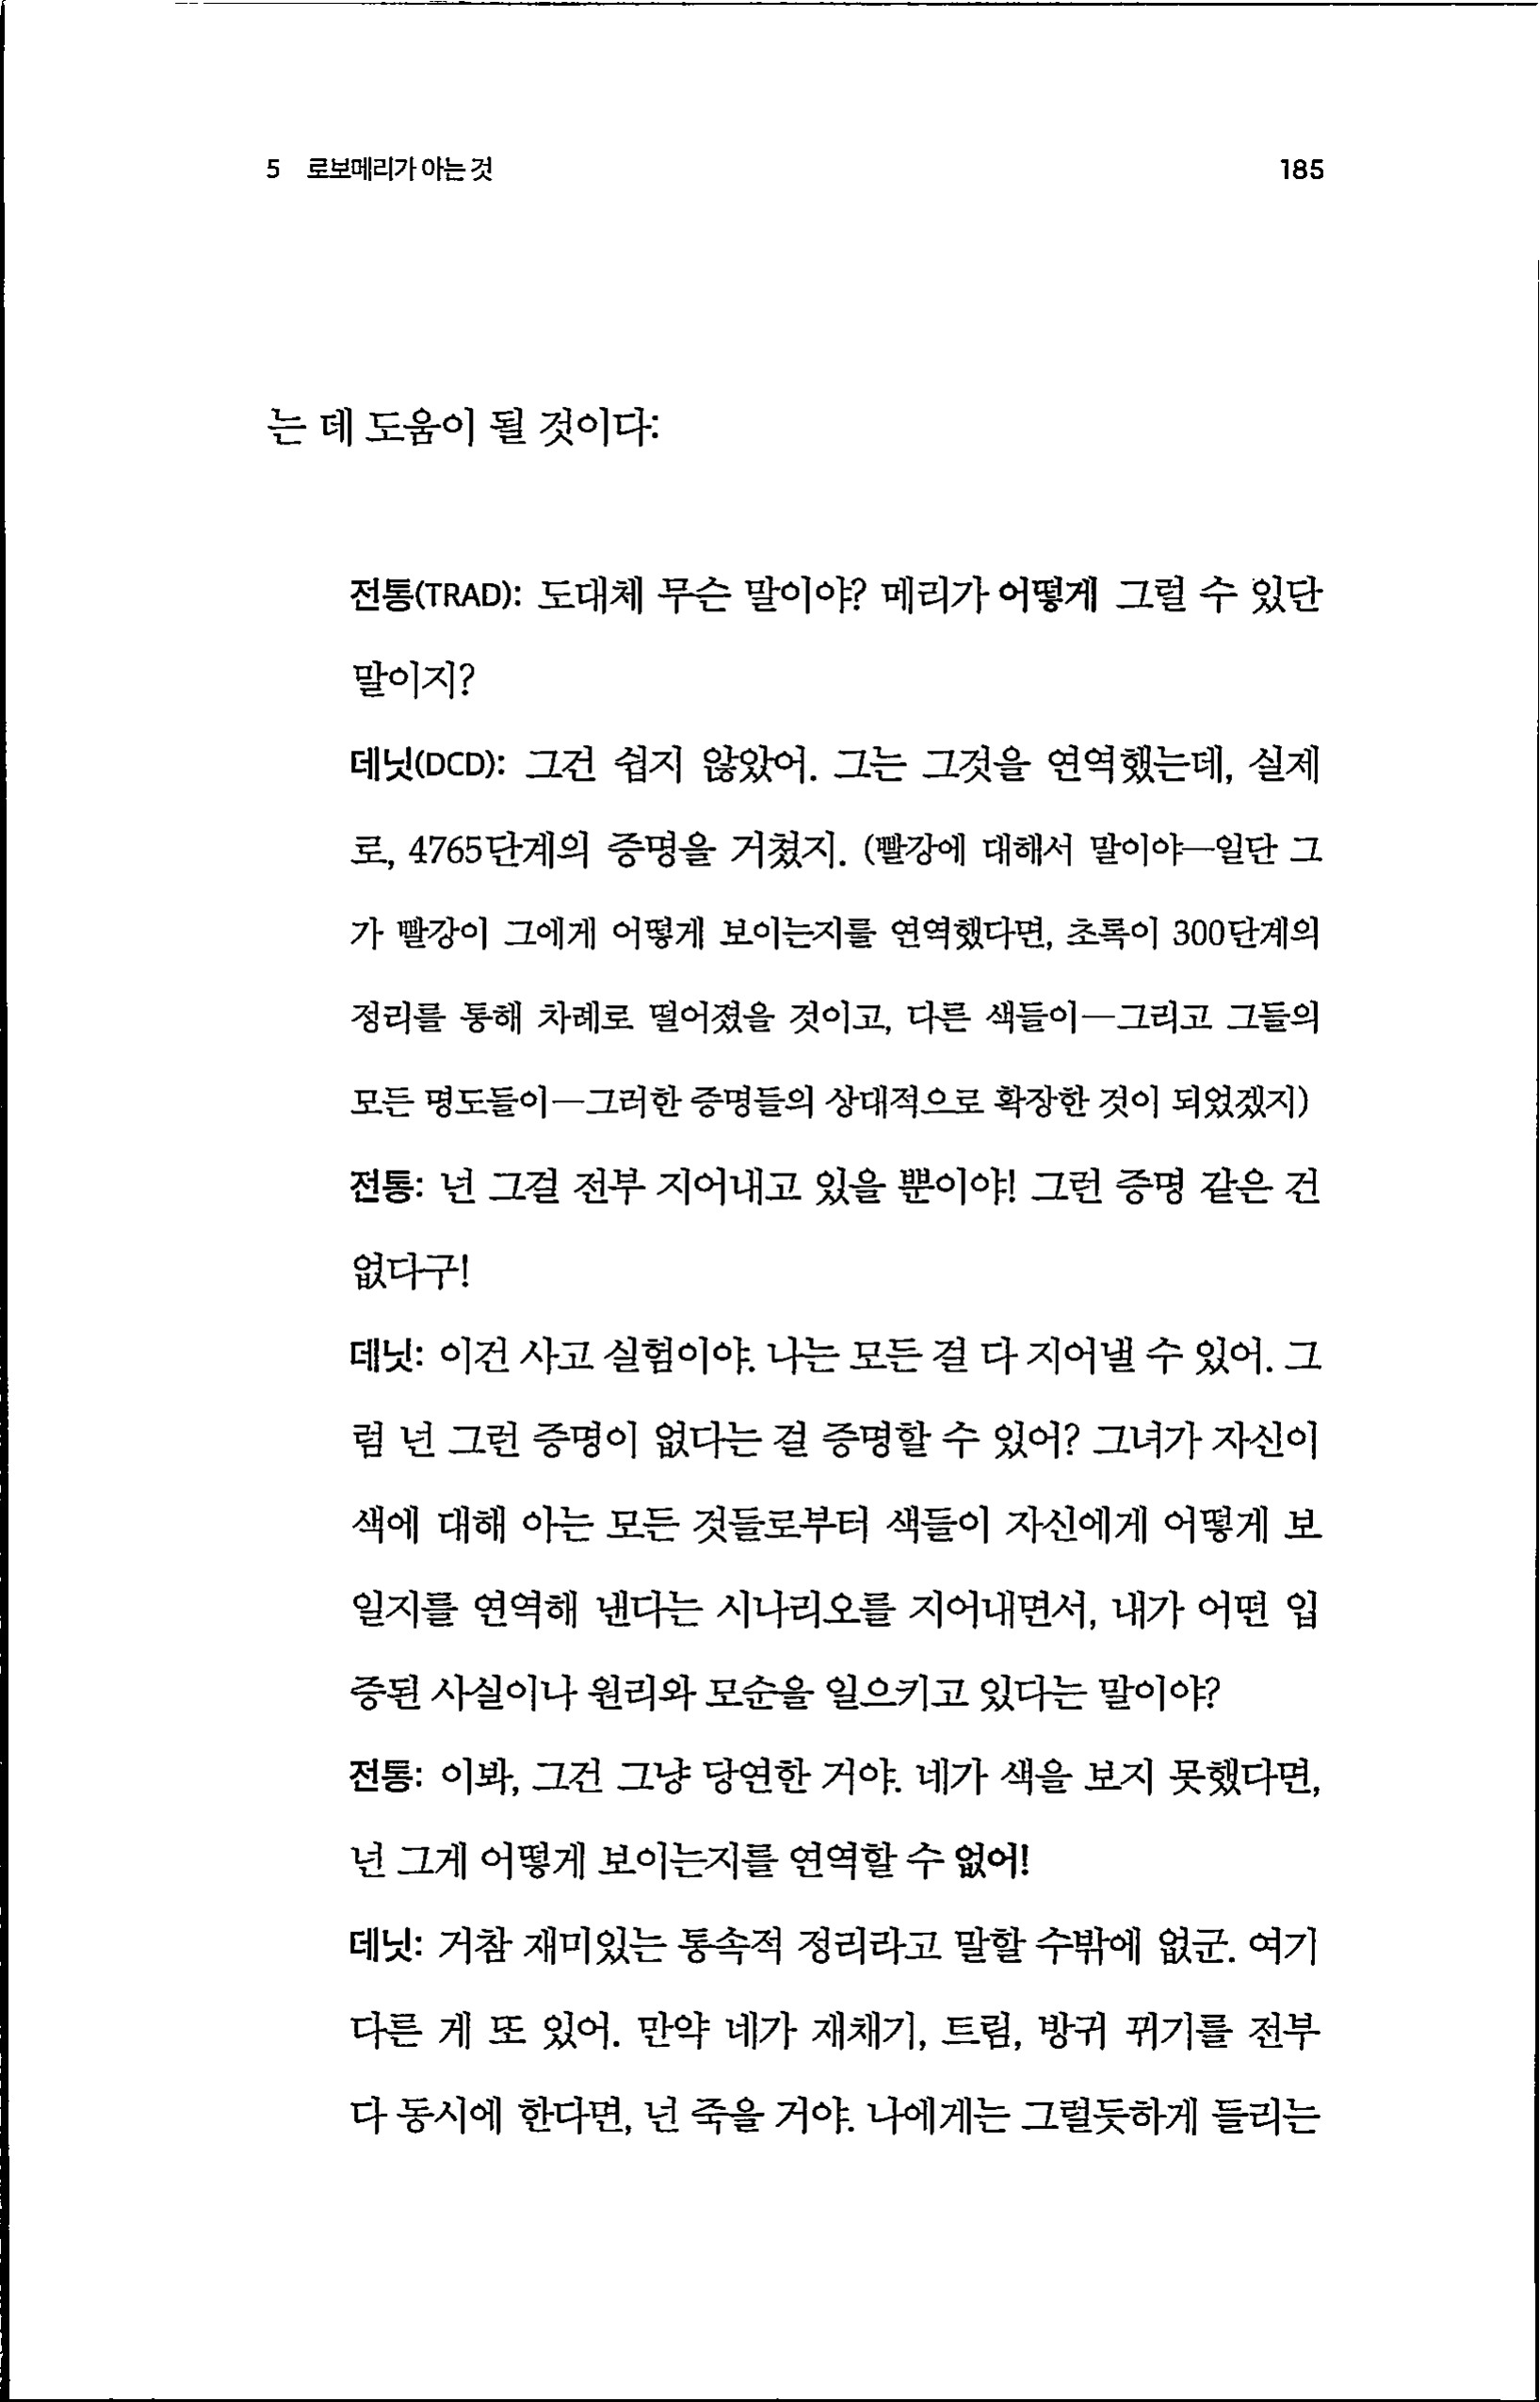 5 로보메리가 아는 것 185
는 데 도움이 될 것이다:
전통(TRAD): 도대체 무슨 말이야? 메리가 어떻게 그럴 수 있단
말이지?
데닛(DCD): 그건 쉽지 않았어. 그는 그것을 연역했는데, 실제
로, 4765단계의 증명을 거쳤지. (빨강에 대해서 말이야—일단 그
가 빨강이 그에게 어떻게 보이는지를 연역했다면, 초록이 300단계의
정리를 통해 차례로 떨어졌을 것이고, 다른 색들이—그리고 그들의
모든 명도들이—그러한 증명들의 상대적으로 확장한 것이 되었겠지)
전통: 넌 그걸 전부 지어내고 있을 뿐이야! 그런 증명 같은 건
없다구!
데닛: 이건 사고 실험이야. 나는 모든 걸 다 지어낼 수 있어. 그
럼 넌 그런 증명이 없다는 걸 증명할 수 있어? 그녀가 자신이
색에 대해 아는 모든 것들로부터 색들이 자신에게 어떻게 보
일지를 연역해 낸다는 시나리오를 지어내면서, 내가 어떤 입
증된 사실이나 원리와 모순을 일으키고 있다는 말이야?
전통: 이봐, 그건 그냥 당연한 거야. 네가 색을 보지 못했다면,
넌 그게 어떻게 보이는지를 연역할 수 없어!
데닛: 거참 재미있는 통속적 정리라고 말할 수밖에 없군. 여기
다른 게 또 있어. 만약 네가 재채기, 트림, 방귀 뀌기를 전부
다 동시에 한다면, 넌 죽을 거야. 나에게는 그럴듯하게 들리는